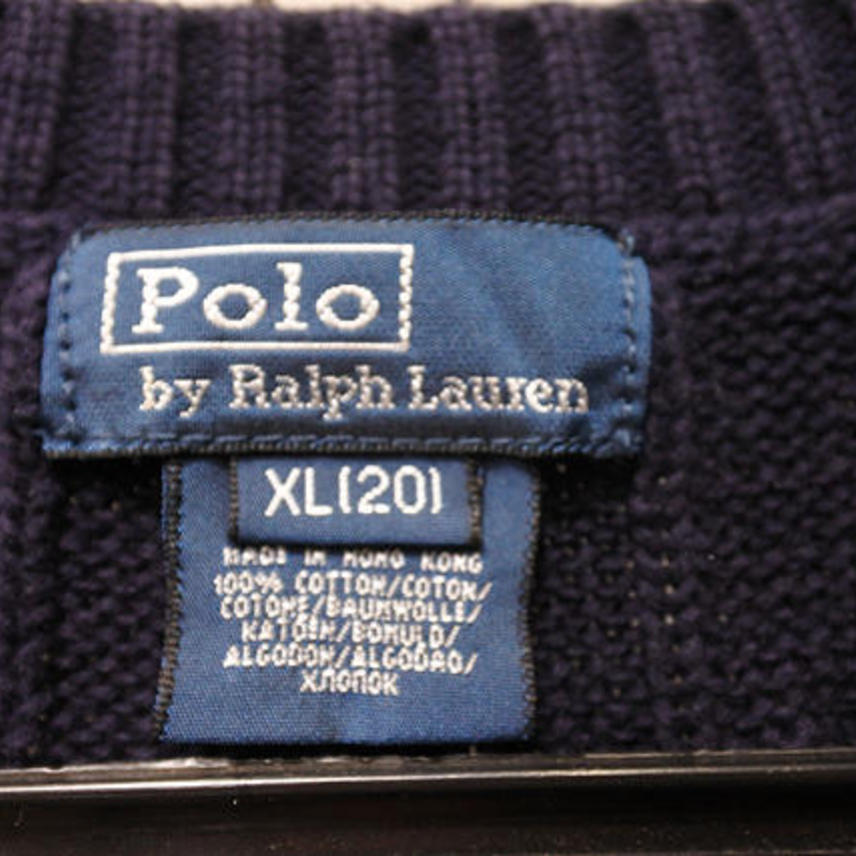 Polo
by Ralph Lauren
XL(20)
MADE IN HONG KONG
100% COTTON/COTON/
COTONE/BAUMWOLLE/
KATOEN/BOMULD/
ALGODON/ALGODAO/
ХЛОПОК